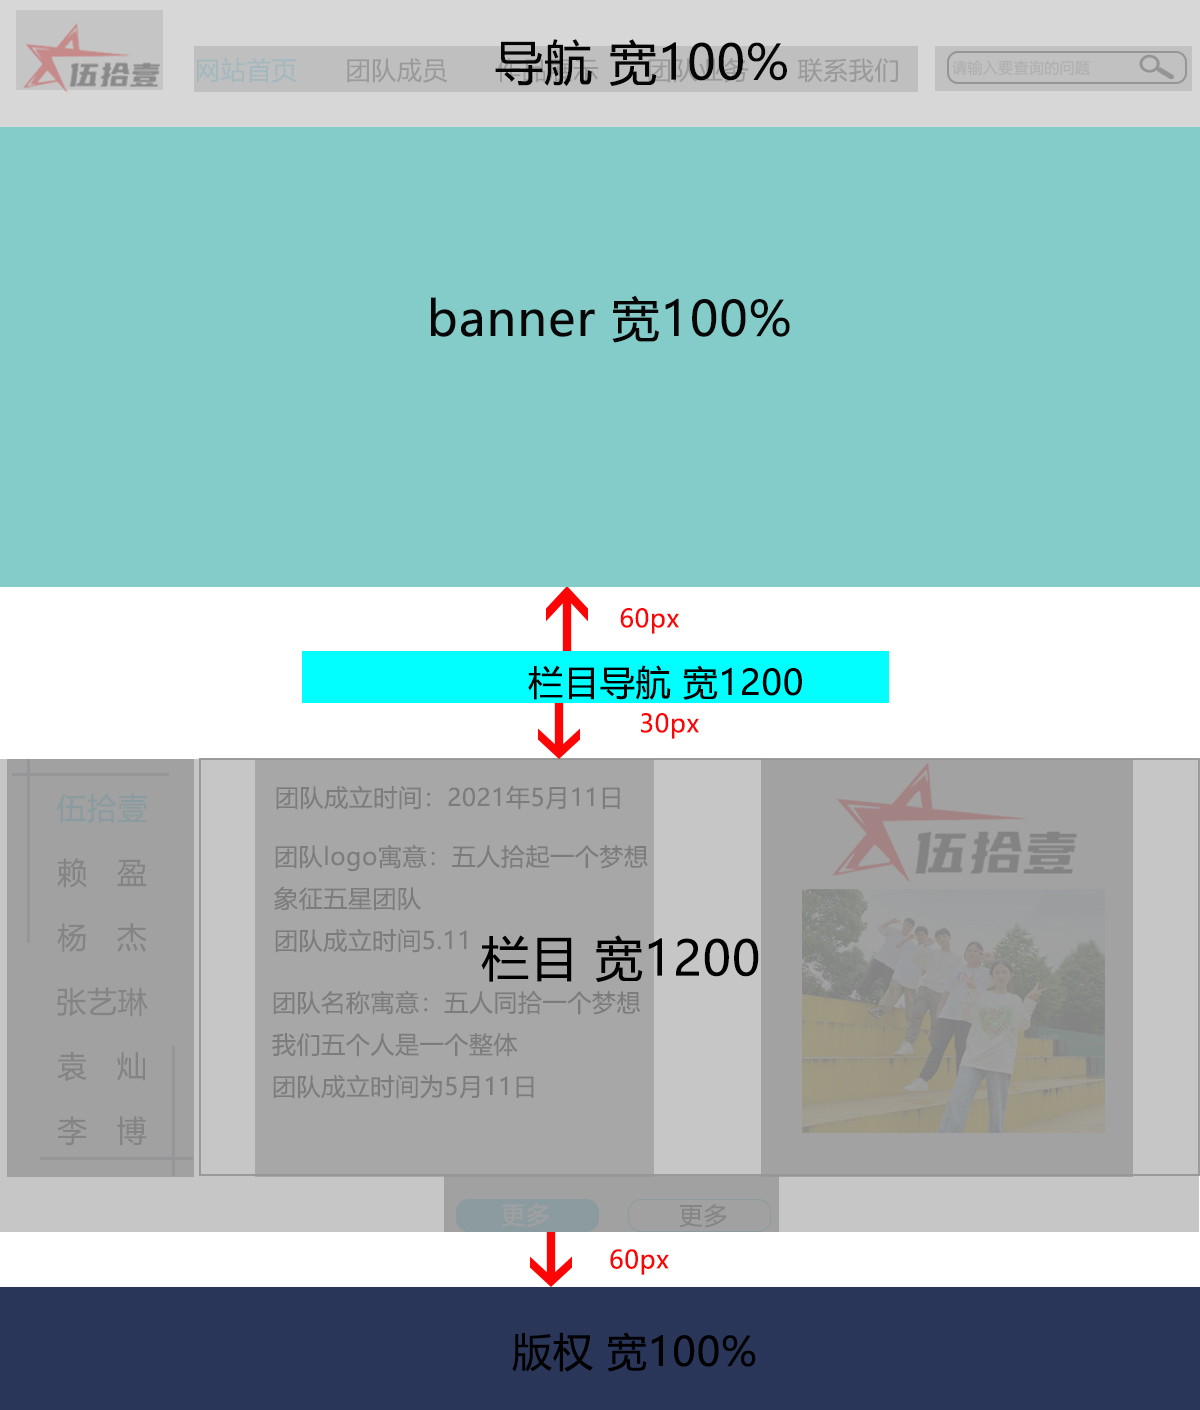 伍拾壹
网站首页 团队成员 作品展示 团队业务 联系我们
导航 宽100%
请输入要查询的问题
banner 宽100%
60px
栏目导航 宽1200
30px
伍拾壹
赖 盈
杨 杰
张艺琳
袁 灿
李 博
团队成立时间：2021年5月11日
团队logo寓意：五人拾起一个梦想
象征五星团队
团队成立时间5.11
栏目 宽1200
团队名称寓意：五人同拾一个梦想
我们五个人是一个整体
团队成立时间为5月11日
伍拾壹
更多 更多
60px
版权 宽100%